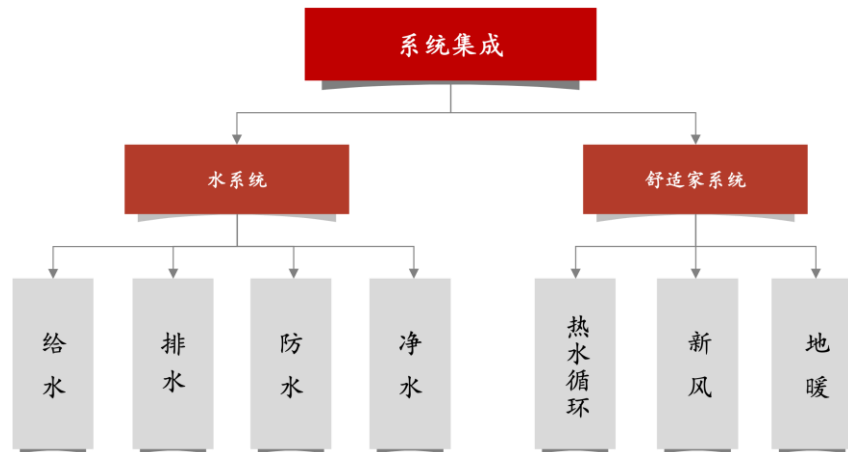 系统集成
水系统
舒适家系统
给水
排水
防水
净水
热水循环
新风
地暖